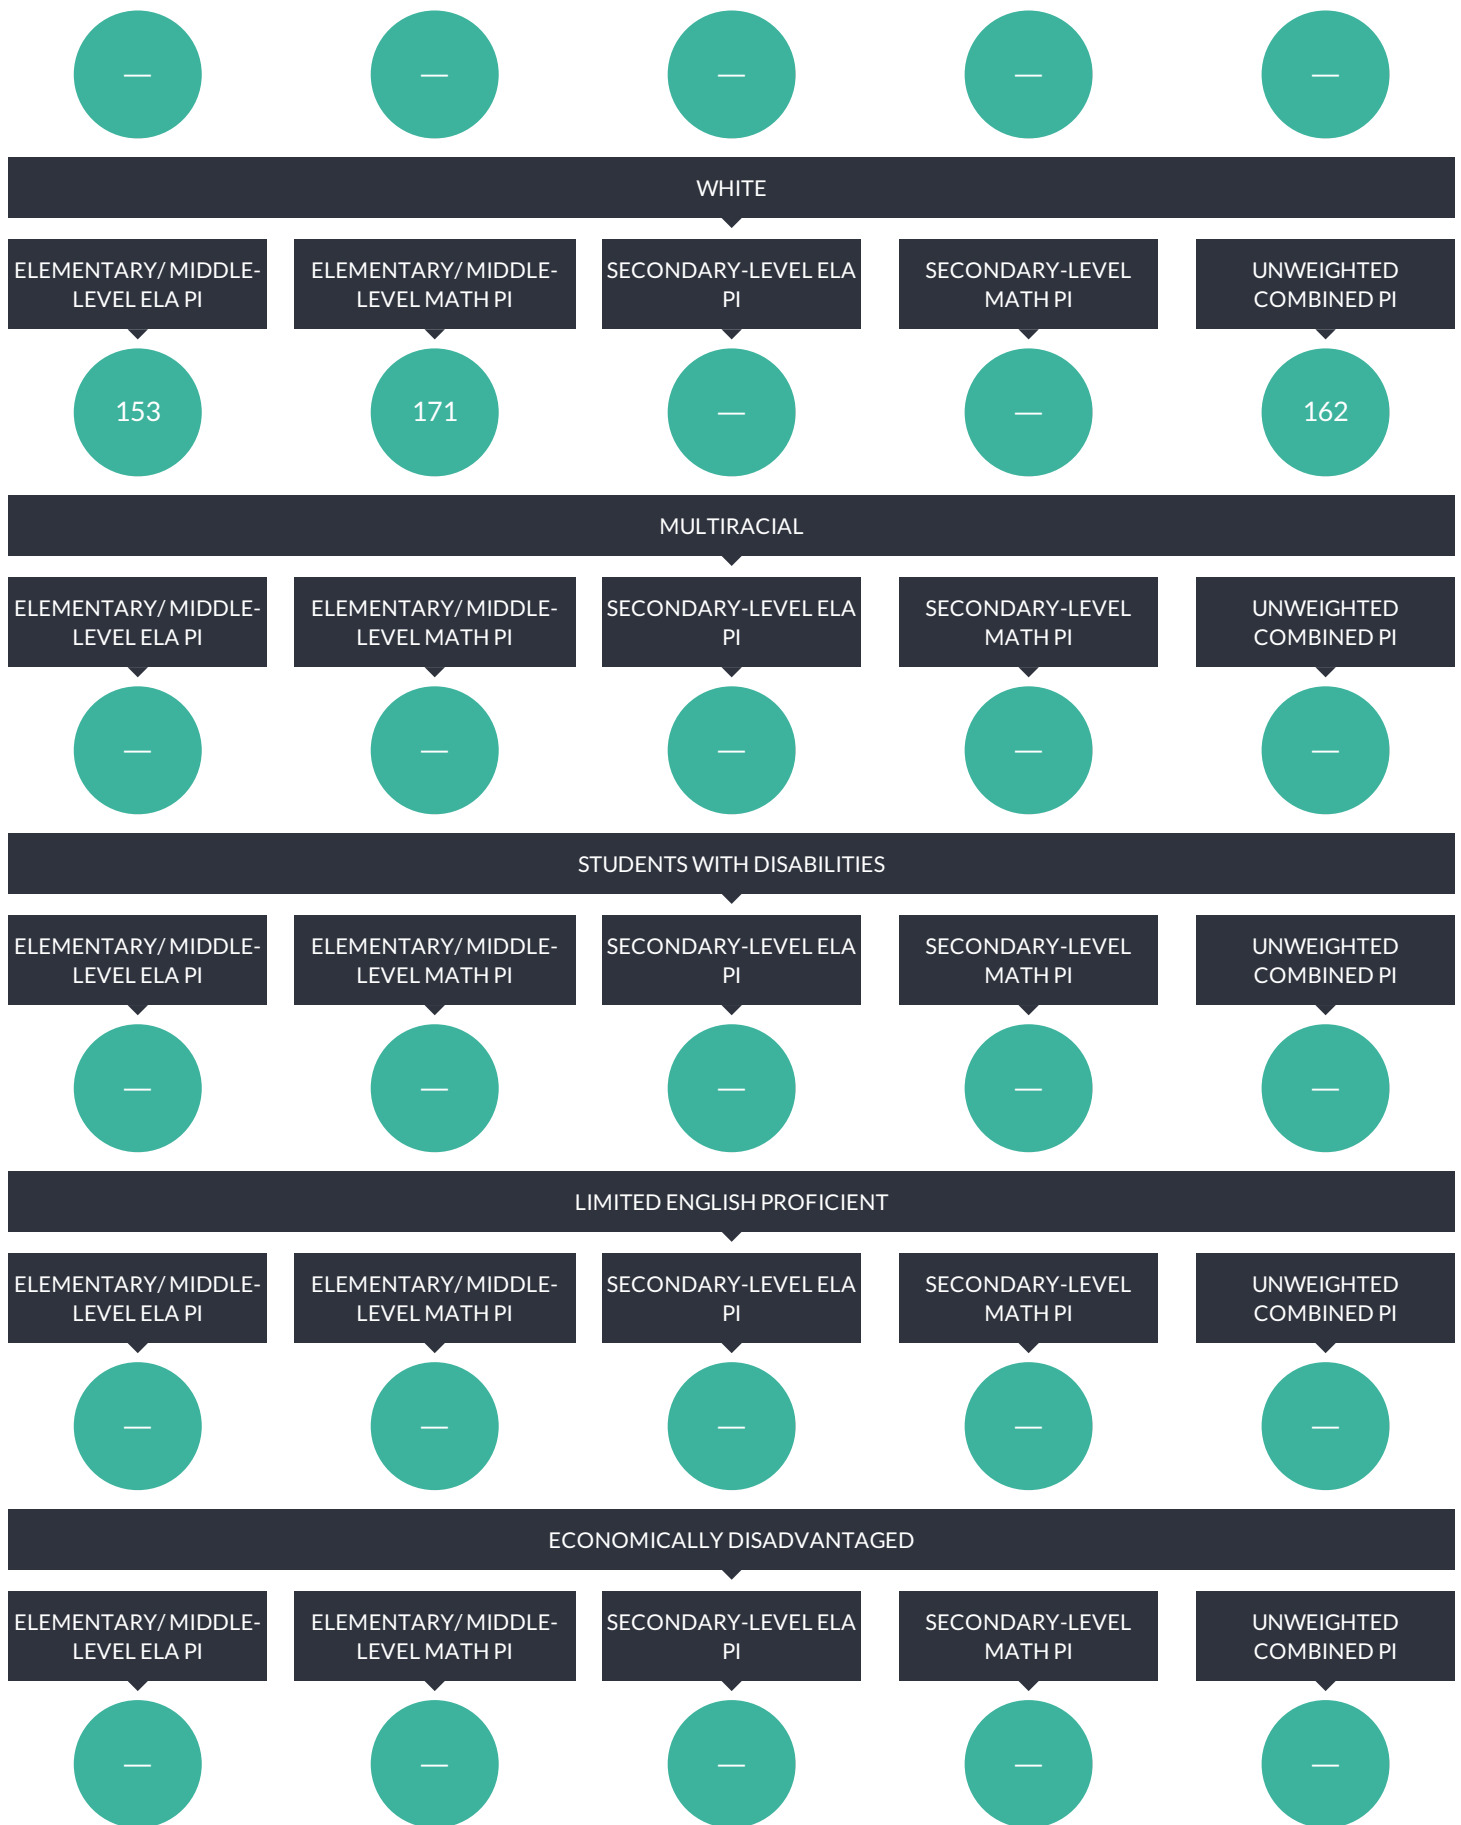 — — — — —
WHITE
ELEMENTARY/ MIDDLE- ELEMENTARY/ MIDDLE- SECONDARY-LEVEL ELA SECONDARY-LEVEL UNWEIGHTED
LEVEL ELA PI LEVEL MATH PI PI MATH PI COMBINED PI
153 171 — — 162
MULTIRACIAL
ELEMENTARY/ MIDDLE- ELEMENTARY/ MIDDLE- SECONDARY-LEVEL ELA SECONDARY-LEVEL UNWEIGHTED
LEVEL ELA PI LEVEL MATH PI PI MATH PI COMBINED PI
— — — — —
STUDENTS WITH DISABILITIES
ELEMENTARY/ MIDDLE- ELEMENTARY/ MIDDLE- SECONDARY-LEVEL ELA SECONDARY-LEVEL UNWEIGHTED
LEVEL ELA PI LEVEL MATH PI PI MATH PI COMBINED PI
— — — — —
LIMITED ENGLISH PROFICIENT
ELEMENTARY/ MIDDLE- ELEMENTARY/ MIDDLE- SECONDARY-LEVEL ELA SECONDARY-LEVEL UNWEIGHTED
LEVEL ELA PI LEVEL MATH PI PI MATH PI COMBINED PI
— — — — —
ECONOMICALLY DISADVANTAGED
ELEMENTARY/ MIDDLE- ELEMENTARY/ MIDDLE- SECONDARY-LEVEL ELA SECONDARY-LEVEL UNWEIGHTED
LEVEL ELA PI LEVEL MATH PI PI MATH PI COMBINED PI
— — — — —